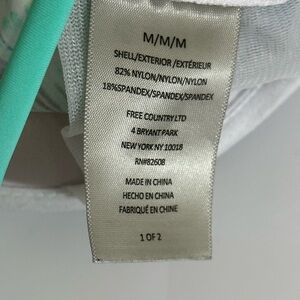 M/M/M
SHELL/EXTERIOR/EXTÉRIEUR
82% NYLON/NYLON/NYLON
18%SPANDEX/SPANDEX/SPANDEX
FREE COUNTRY LTD
4 BRYANT PARK
NEW YORK NY 10018
RN#82608
MADE IN CHINA
HECHO EN CHINA
FABRIQUÉ EN CHINE
1 OF 2